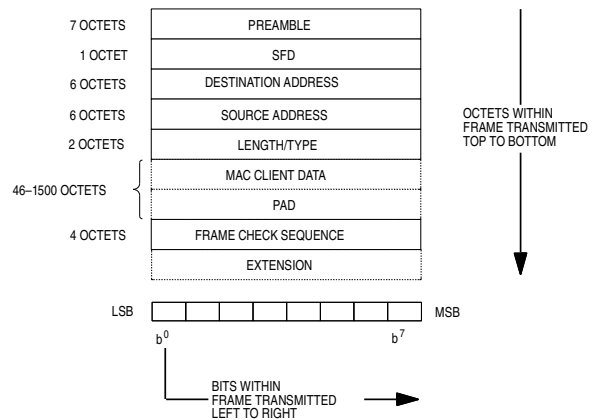 7 OCTETS PREAMBLE
1 OCTET SFD
6 OCTETS DESTINATION ADDRESS
6 OCTETS SOURCE ADDRESS
2 OCTETS LENGTH/TYPE
46–1500 OCTETS
MAC CLIENT DATA
PAD
4 OCTETS FRAME CHECK SEQUENCE
EXTENSION
OCTETS WITHIN
FRAME TRANSMITTED
TOP TO BOTTOM
LSB MSB
b0 b7
BITS WITHIN
FRAME TRANSMITTED
LEFT TO RIGHT